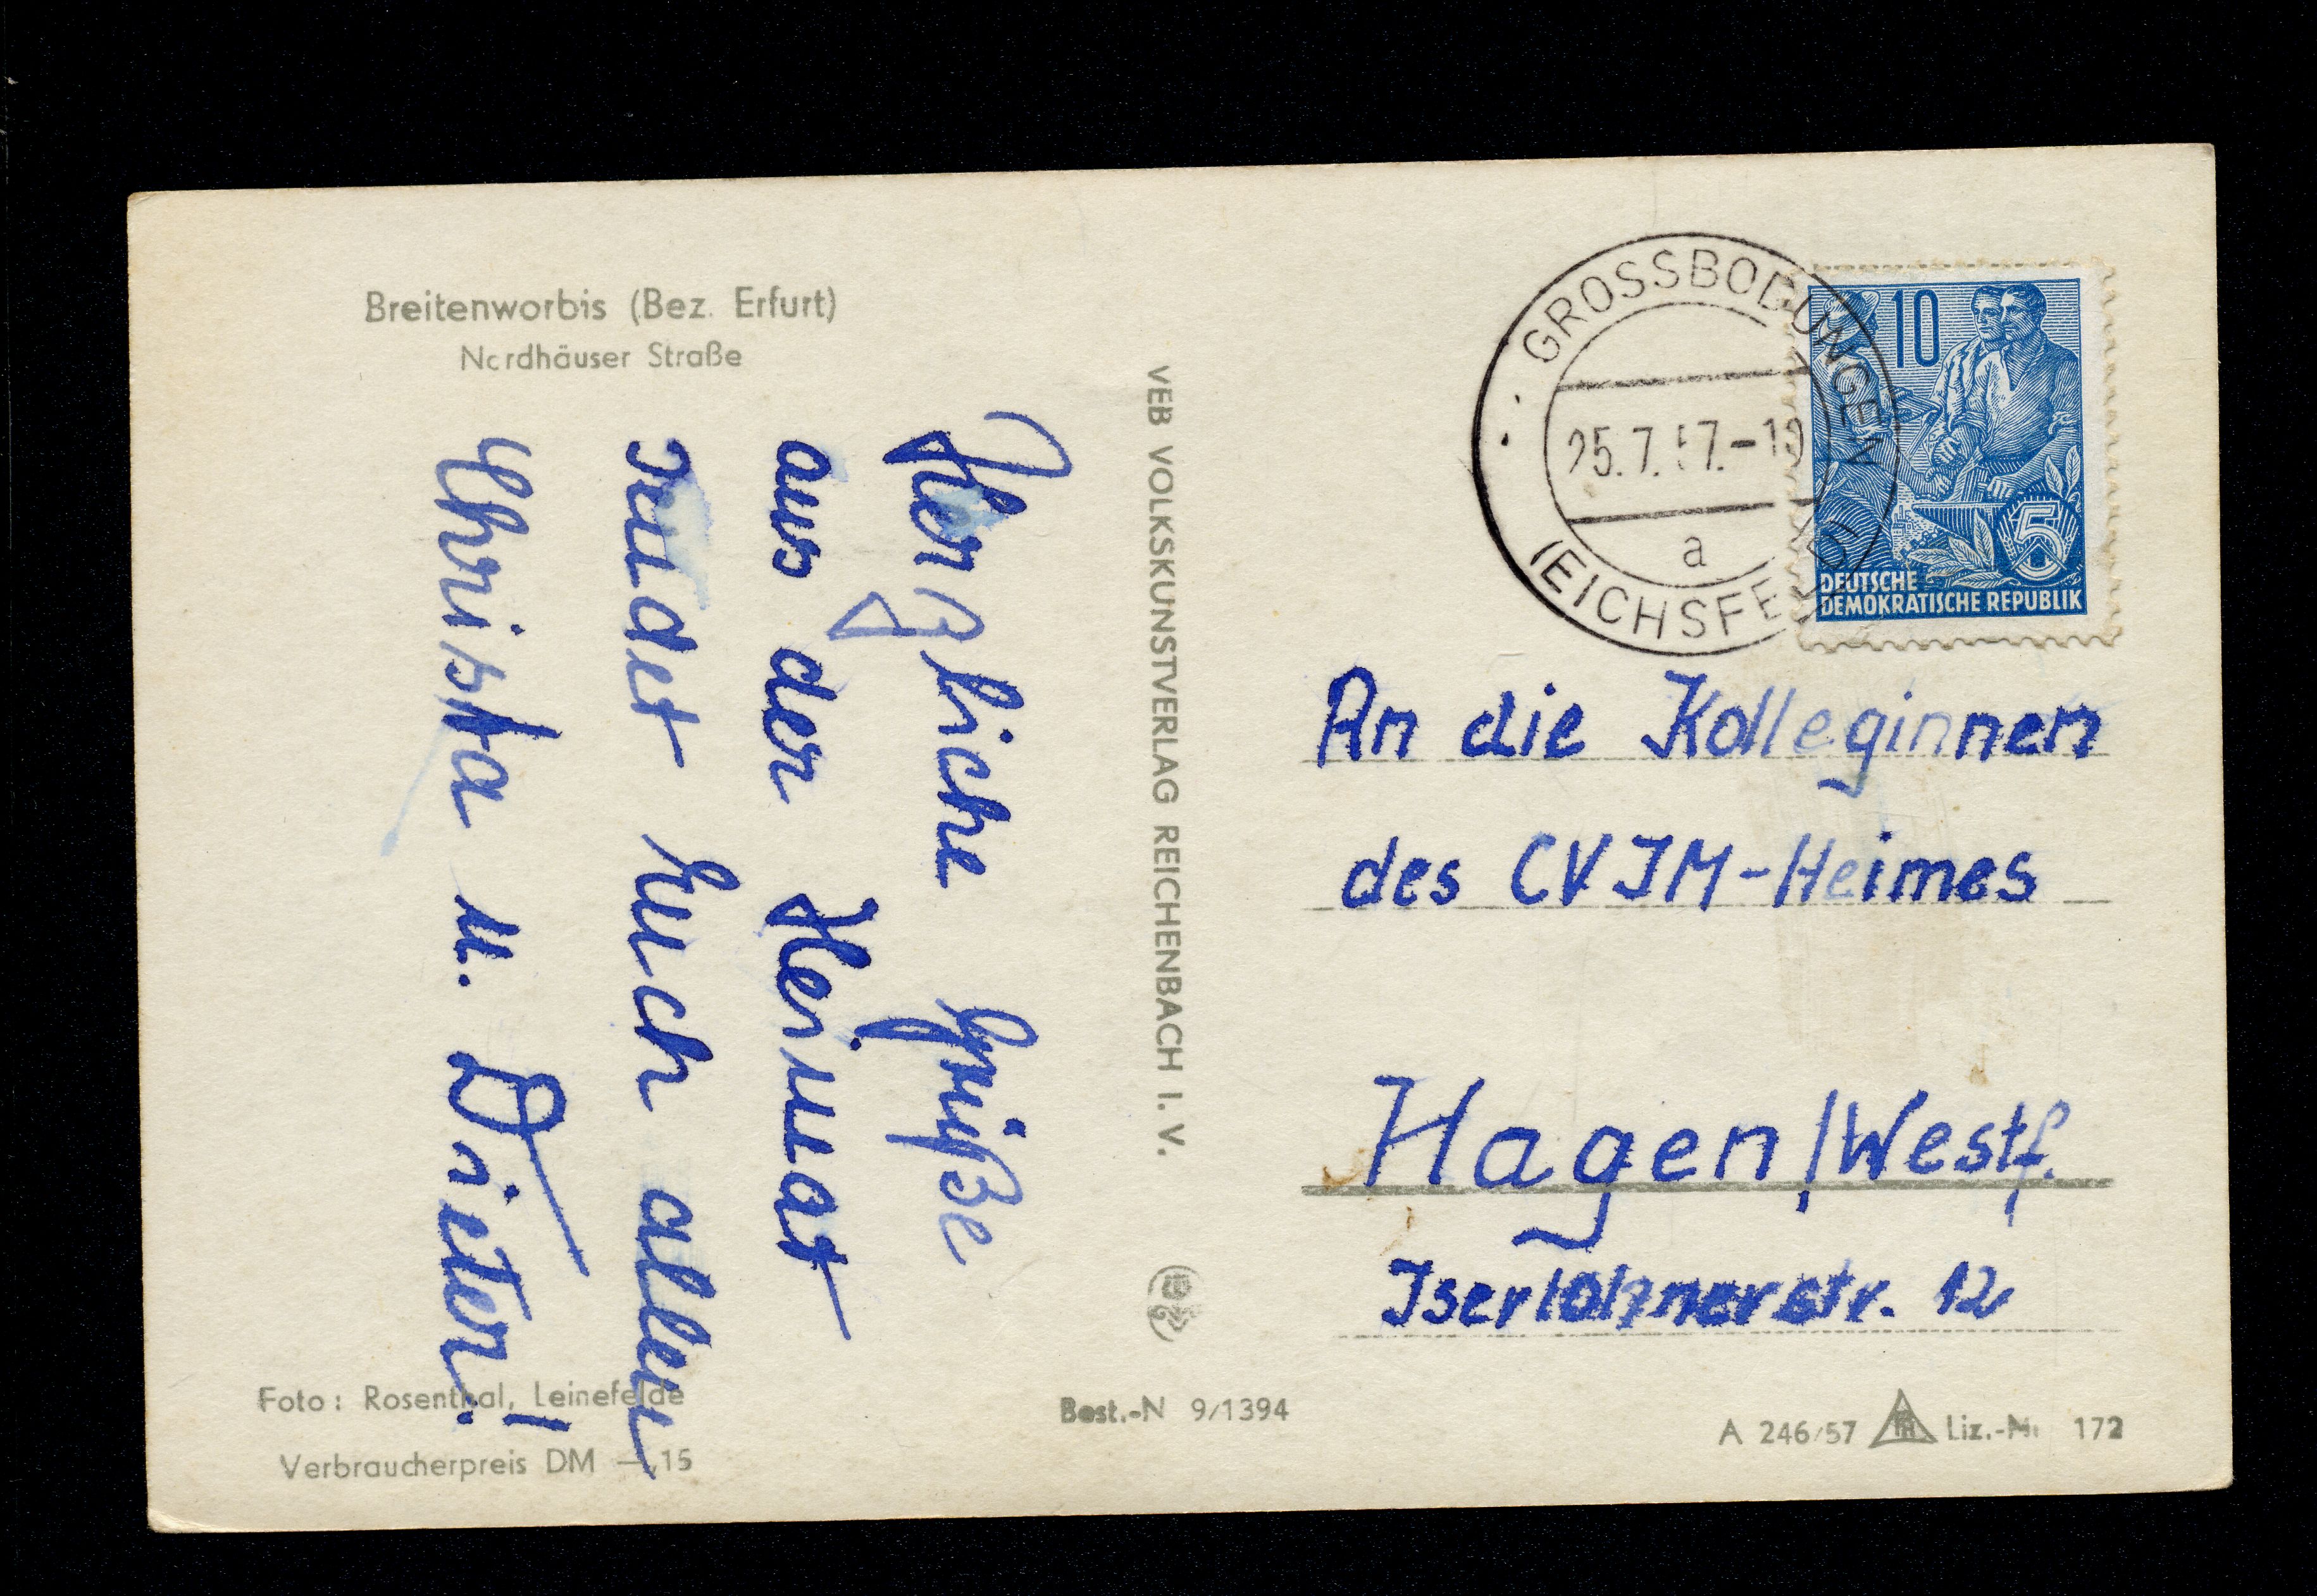 Breitenworbis (Bez. Erfurt)
Nordhäuser Straße
Herzliche Grüße
aus der Heimat
sendet Euch allen
Christa u. Dieter!
Foto: Rosenthal, Leinefelde
Verbraucherpreis DM —,15
VEB VOLKSKUNSTVERLAG REICHENBACH I. V.
Best.-N 9/1394
GROSSBODUNGEN
25.7.57.-19
a
(EICHSFELD)
10
5
DEUTSCHE
DEMOKRATISCHE REPUBLIK
An die Kolleginnen
des CVJM-Heimes
Hagen/Westf.
Iserlohnerstr. 12
A 246/57 Liz.-Nr 172